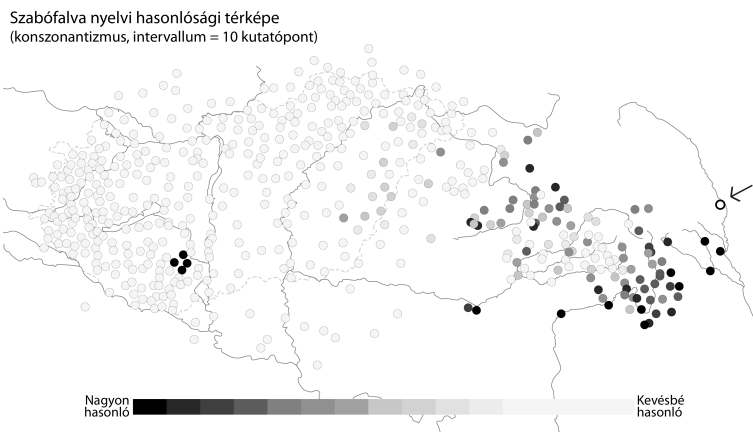 Szabófalva nyelvi hasonlósági térképe
(konszonantizmus, intervallum = 10 kutatópont)
Nagyon
hasonló
Kevésbé
hasonló